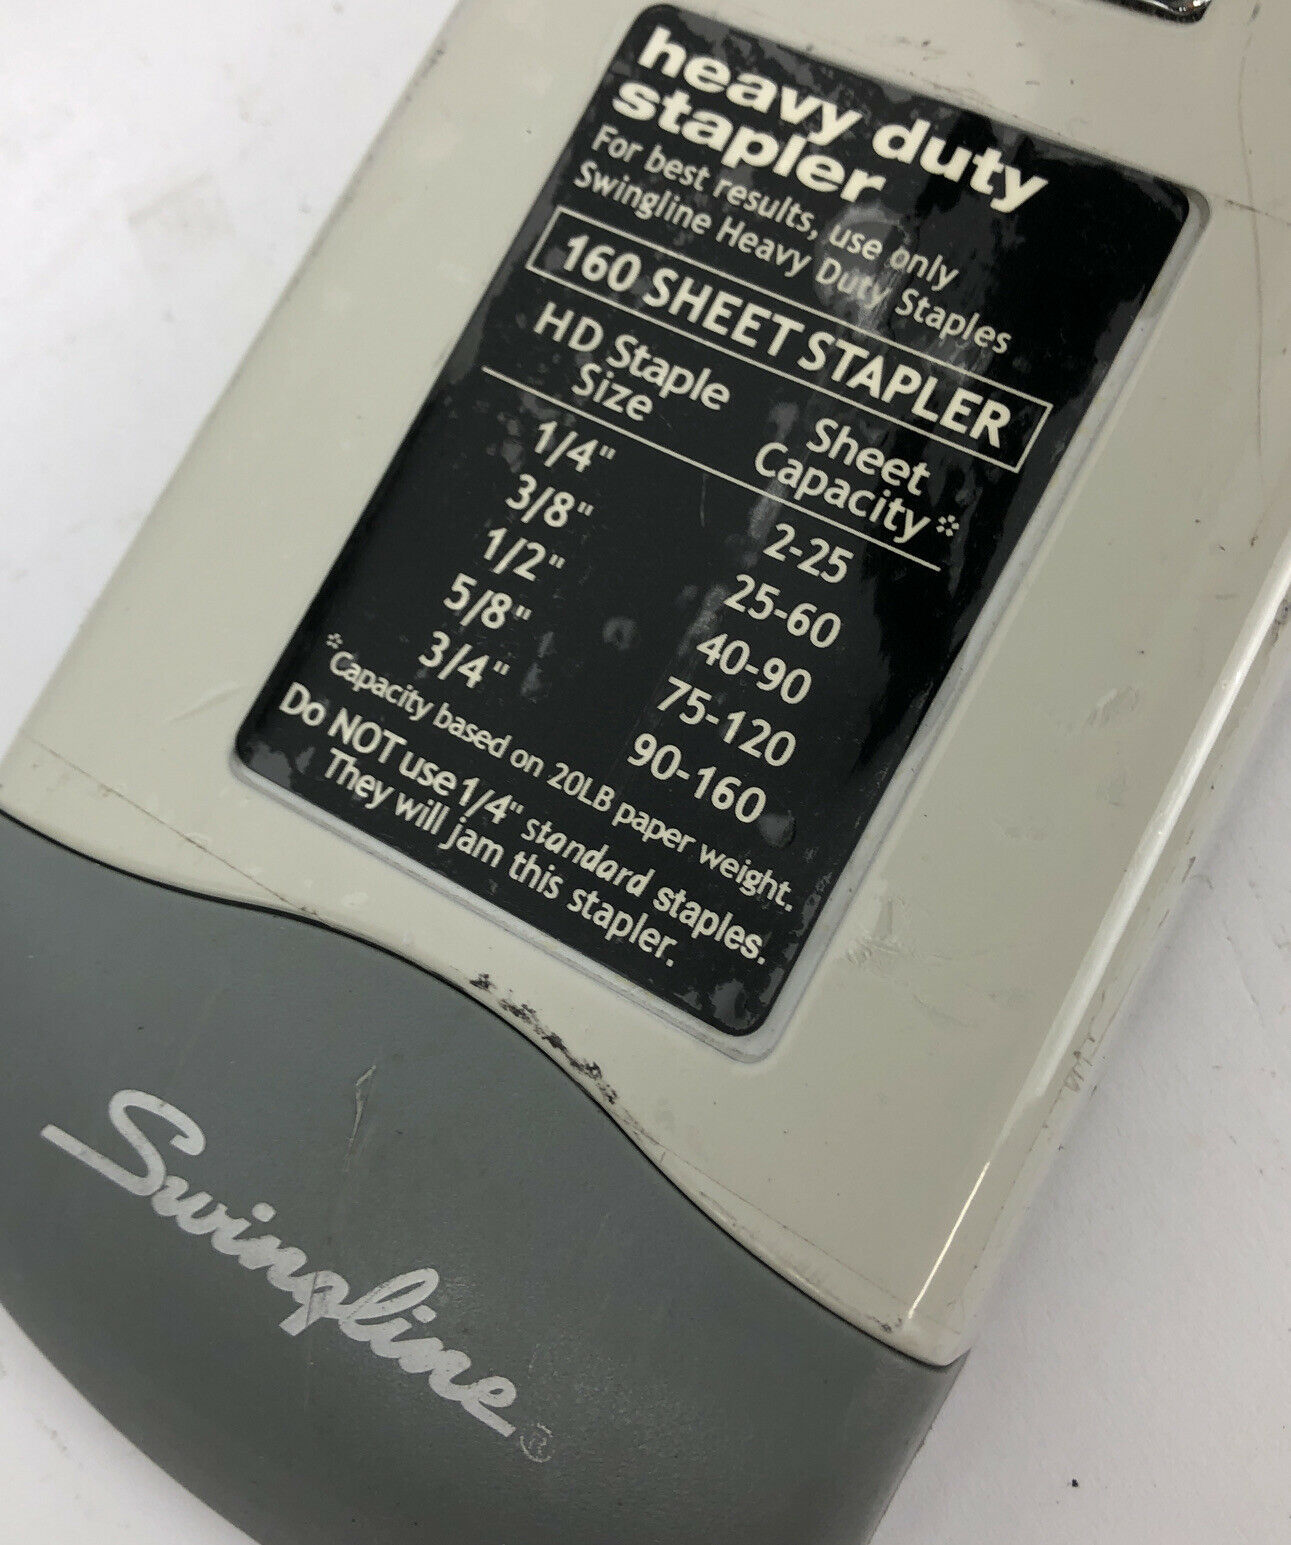 heavy duty
stapler
For best results, use only
Swingline Heavy Duty Staples
160 SHEET STAPLER
HD Staple Size Sheet Capacity*
1/4" 2-25
3/8" 25-60
1/2" 40-90
5/8" 75-120
3/4" 90-160
*Capacity based on 20LB paper weight.
Do NOT use 1/4" standard staples.
They will jam this stapler.
Swingline®